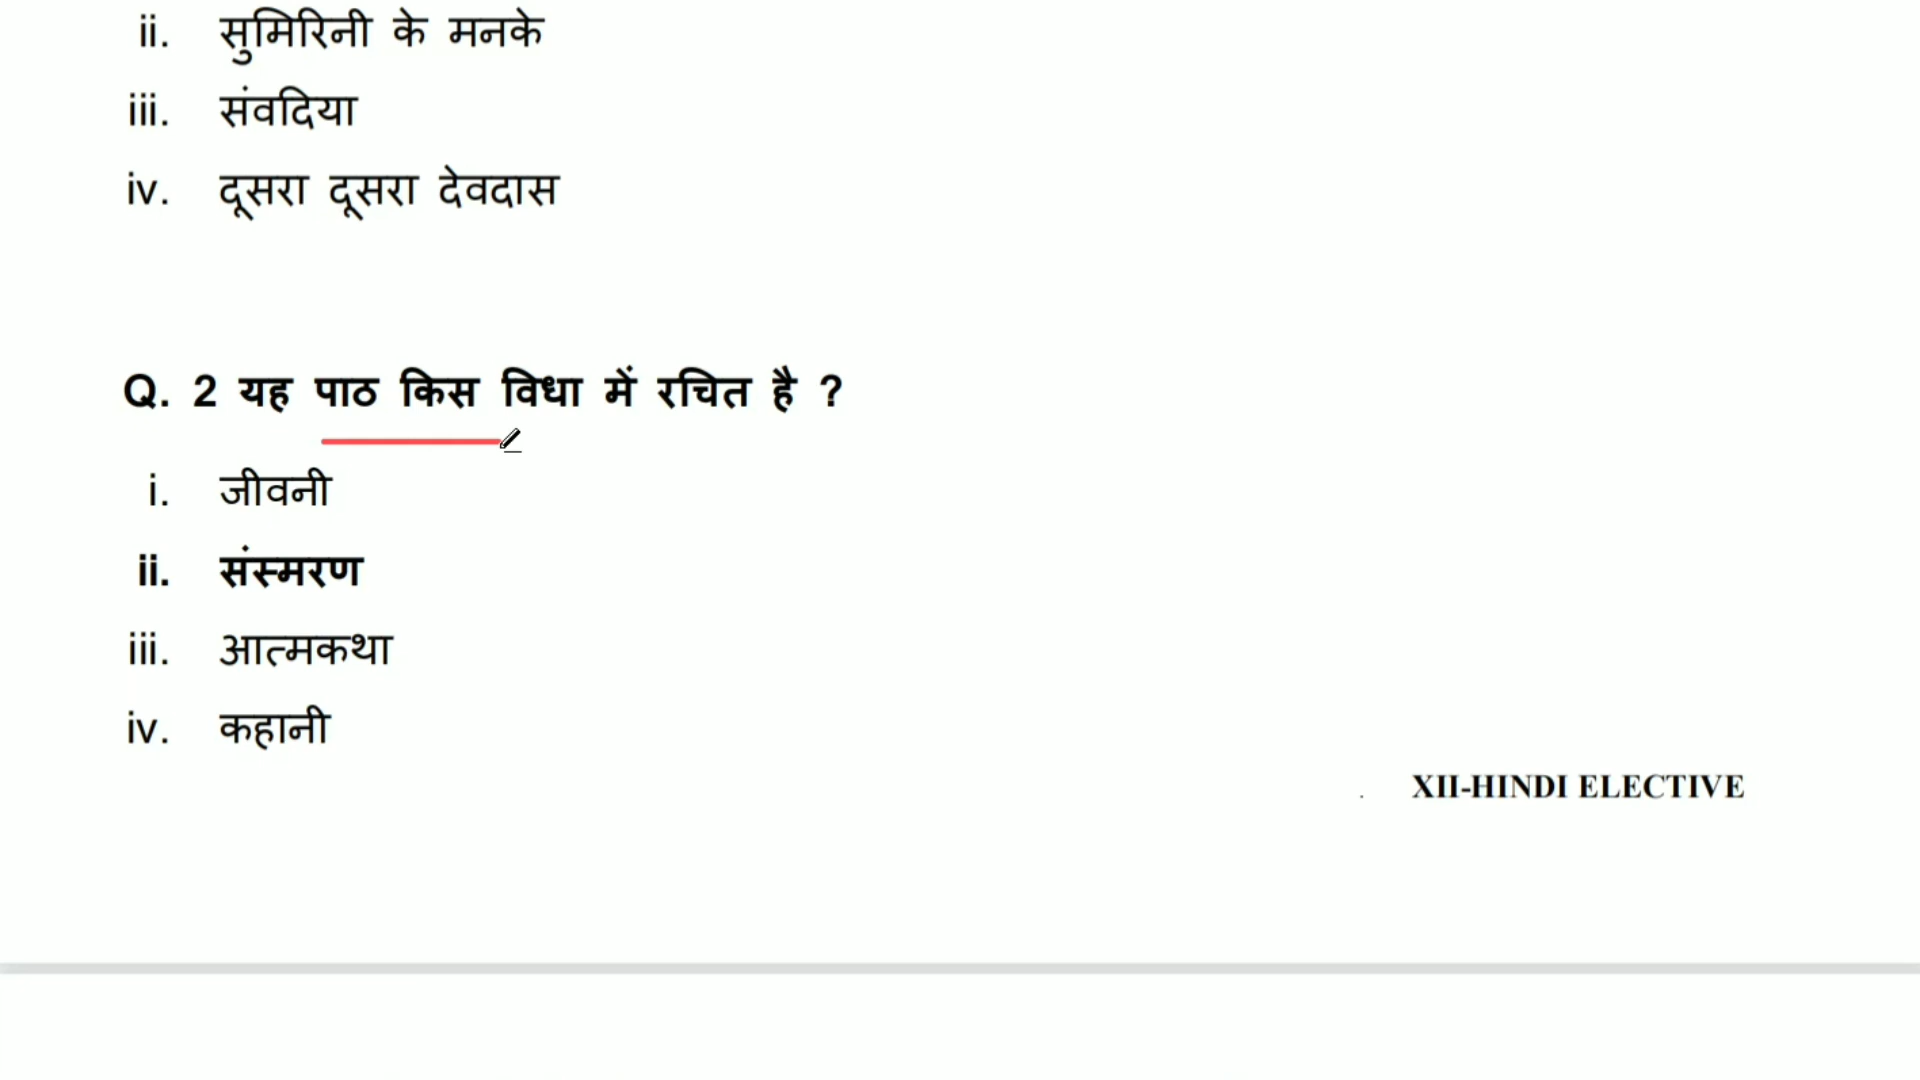 ii. सुमिरिनी के मनके
iii. संवदिया
iv. दूसरा दूसरा देवदास
Q. 2 यह पाठ किस विधा में रचित है ?
i. जीवनी
ii. संस्मरण
iii. आत्मकथा
iv. कहानी
. XII-HINDI ELECTIVE